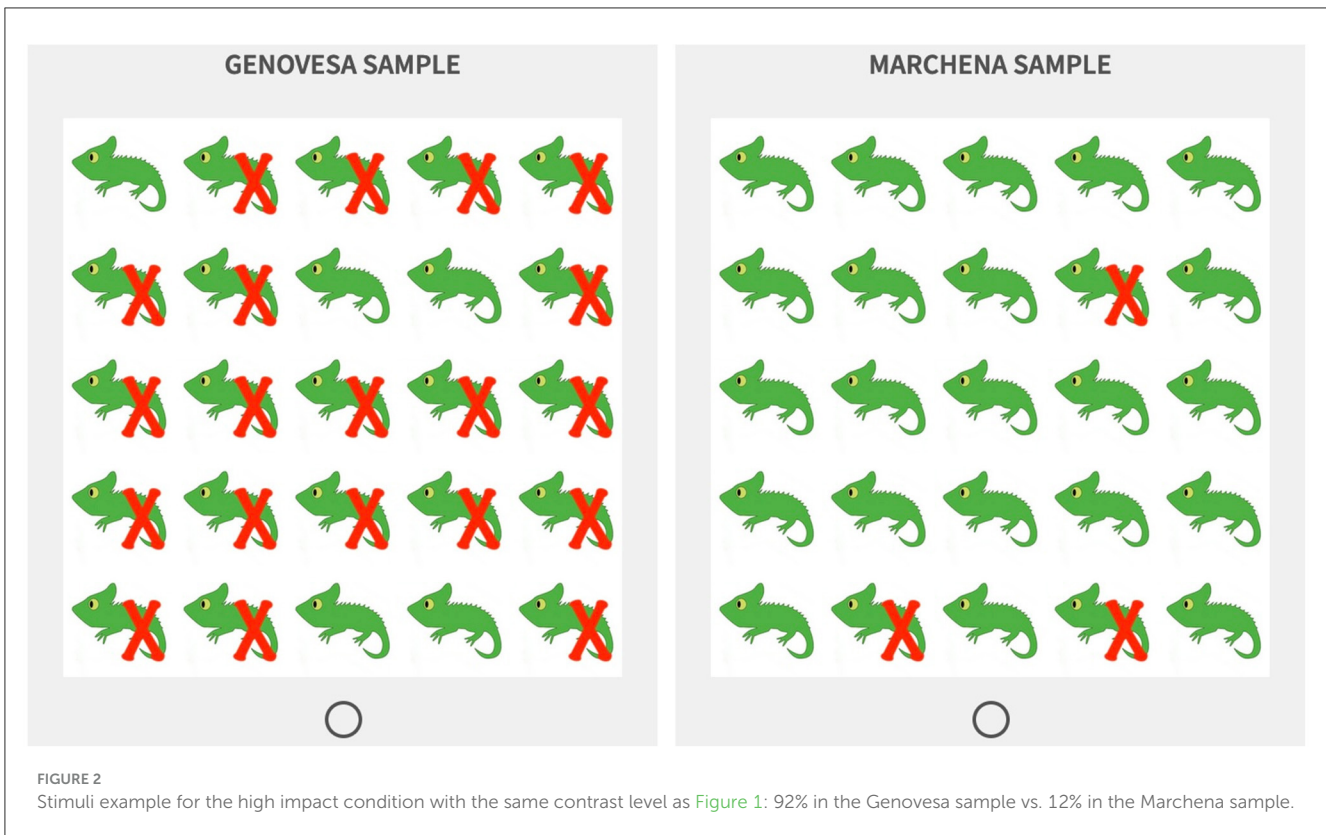 GENOVESA SAMPLE
MARCHENA SAMPLE
FIGURE 2
Stimuli example for the high impact condition with the same contrast level as Figure 1: 92% in the Genovesa sample vs. 12% in the Marchena sample.